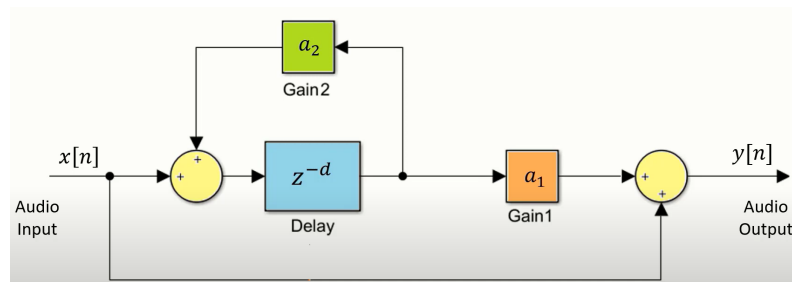 a₂
Gain2
x[n]
+
+
z⁻ᵈ
a₁
+
+
y[n]
Audio
Input
Delay
Gain1
Audio
Output